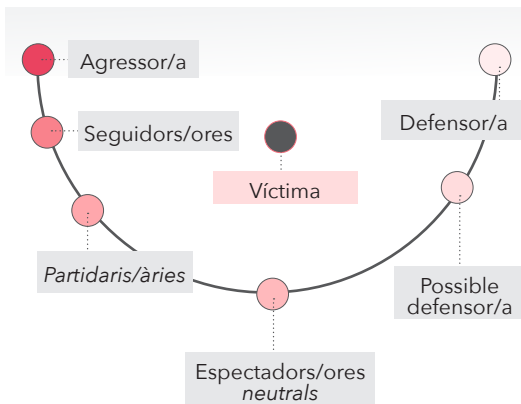 Agressor/a
Seguidors/ores
Defensor/a
Víctima
Partidaris/àries
Possible
defensor/a
Espectadors/ores
neutrals